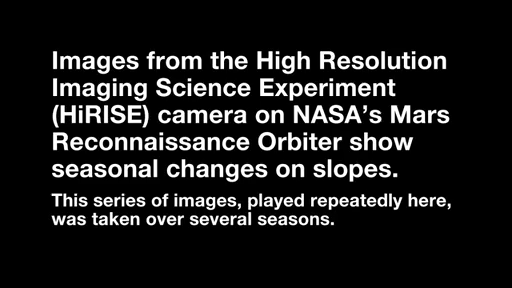 Images from the High Resolution
Imaging Science Experiment
(HiRISE) camera on NASA’s Mars
Reconnaissance Orbiter show
seasonal changes on slopes.
This series of images, played repeatedly here,
was taken over several seasons.